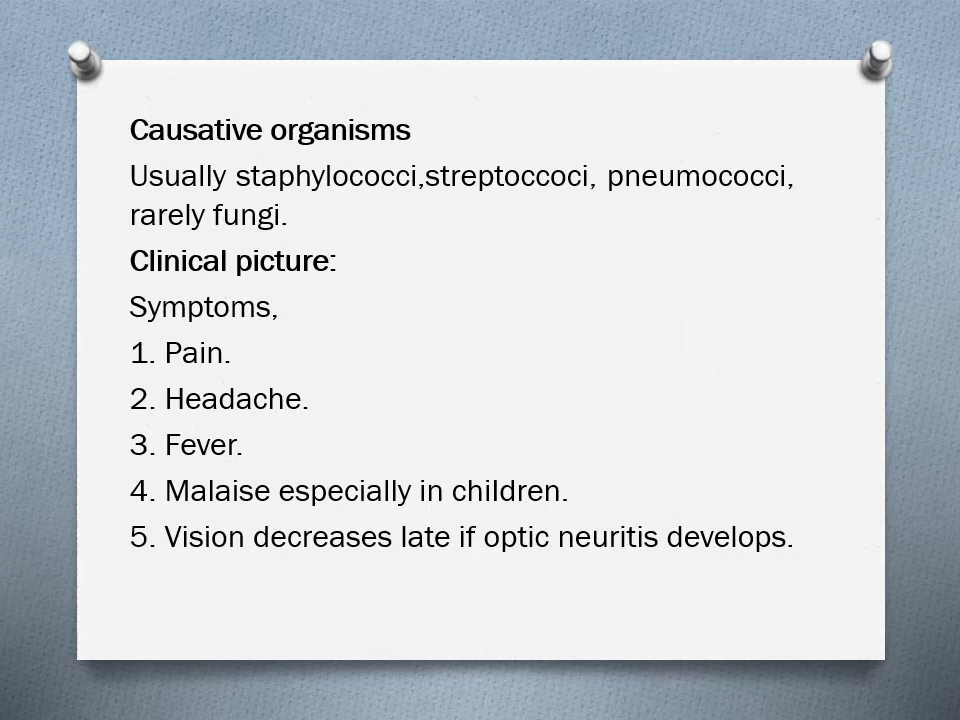 Causative organisms
Usually staphylococci,streptoccoci, pneumococci,
rarely fungi.
Clinical picture:
Symptoms,
1. Pain.
2. Headache.
3. Fever.
4. Malaise especially in children.
5. Vision decreases late if optic neuritis develops.